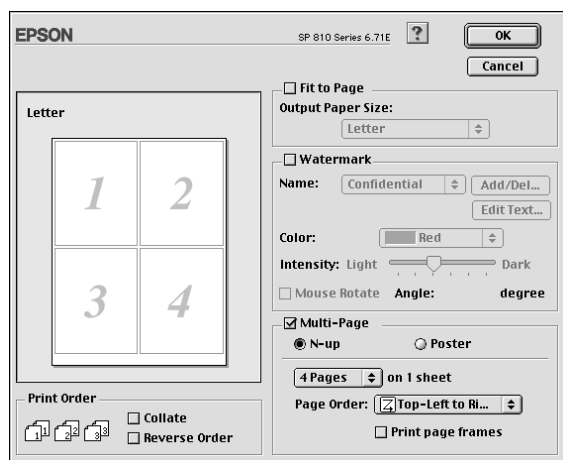 EPSON SP 810 Series 6.71E ? OK
Cancel
Letter
1 2
3 4
Print Order
1 1 2 2 3 3
Collate
Reverse Order
Fit to Page
Output Paper Size:
Letter
Watermark
Name: Confidential Add/Del...
Edit Text...
Color: Red
Intensity: Light Dark
Mouse Rotate Angle: degree
Multi-Page
N-up Poster
4 Pages on 1 sheet
Page Order: Top-Left to Ri...
Print page frames